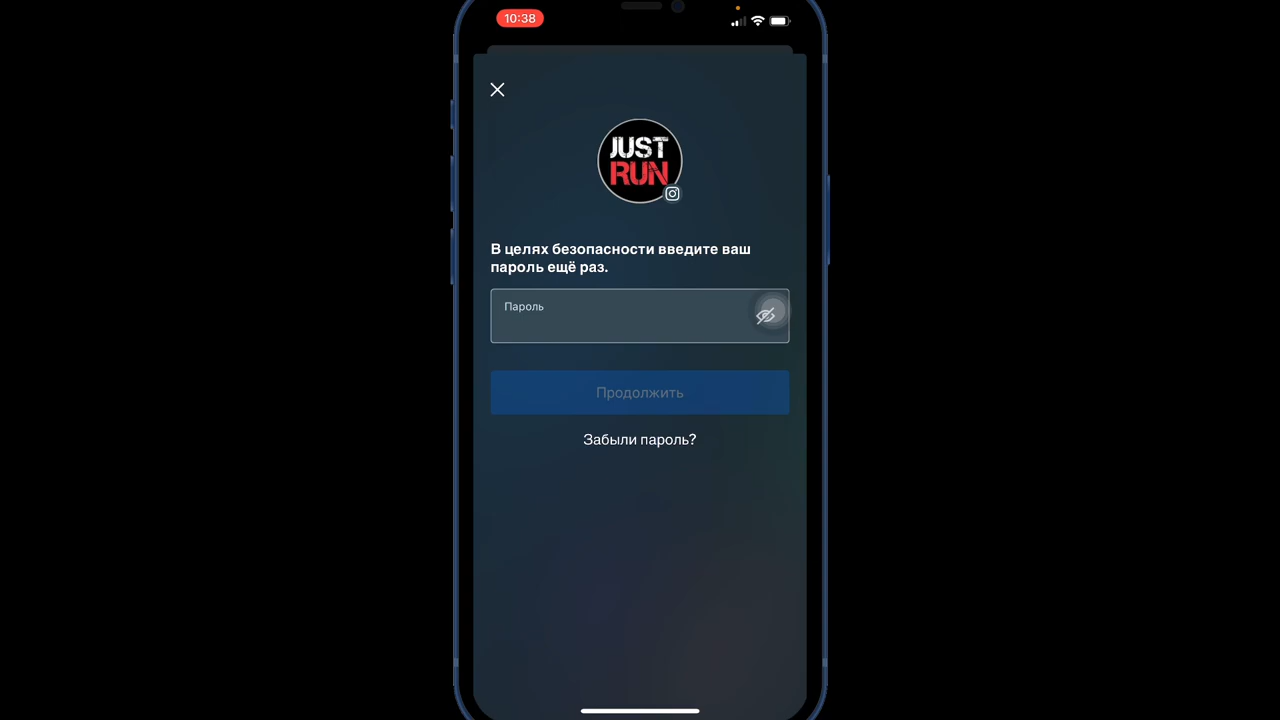 10:38
JUST
RUN
В целях безопасности введите ваш
пароль ещё раз.
Пароль
Продолжить
Забыли пароль?